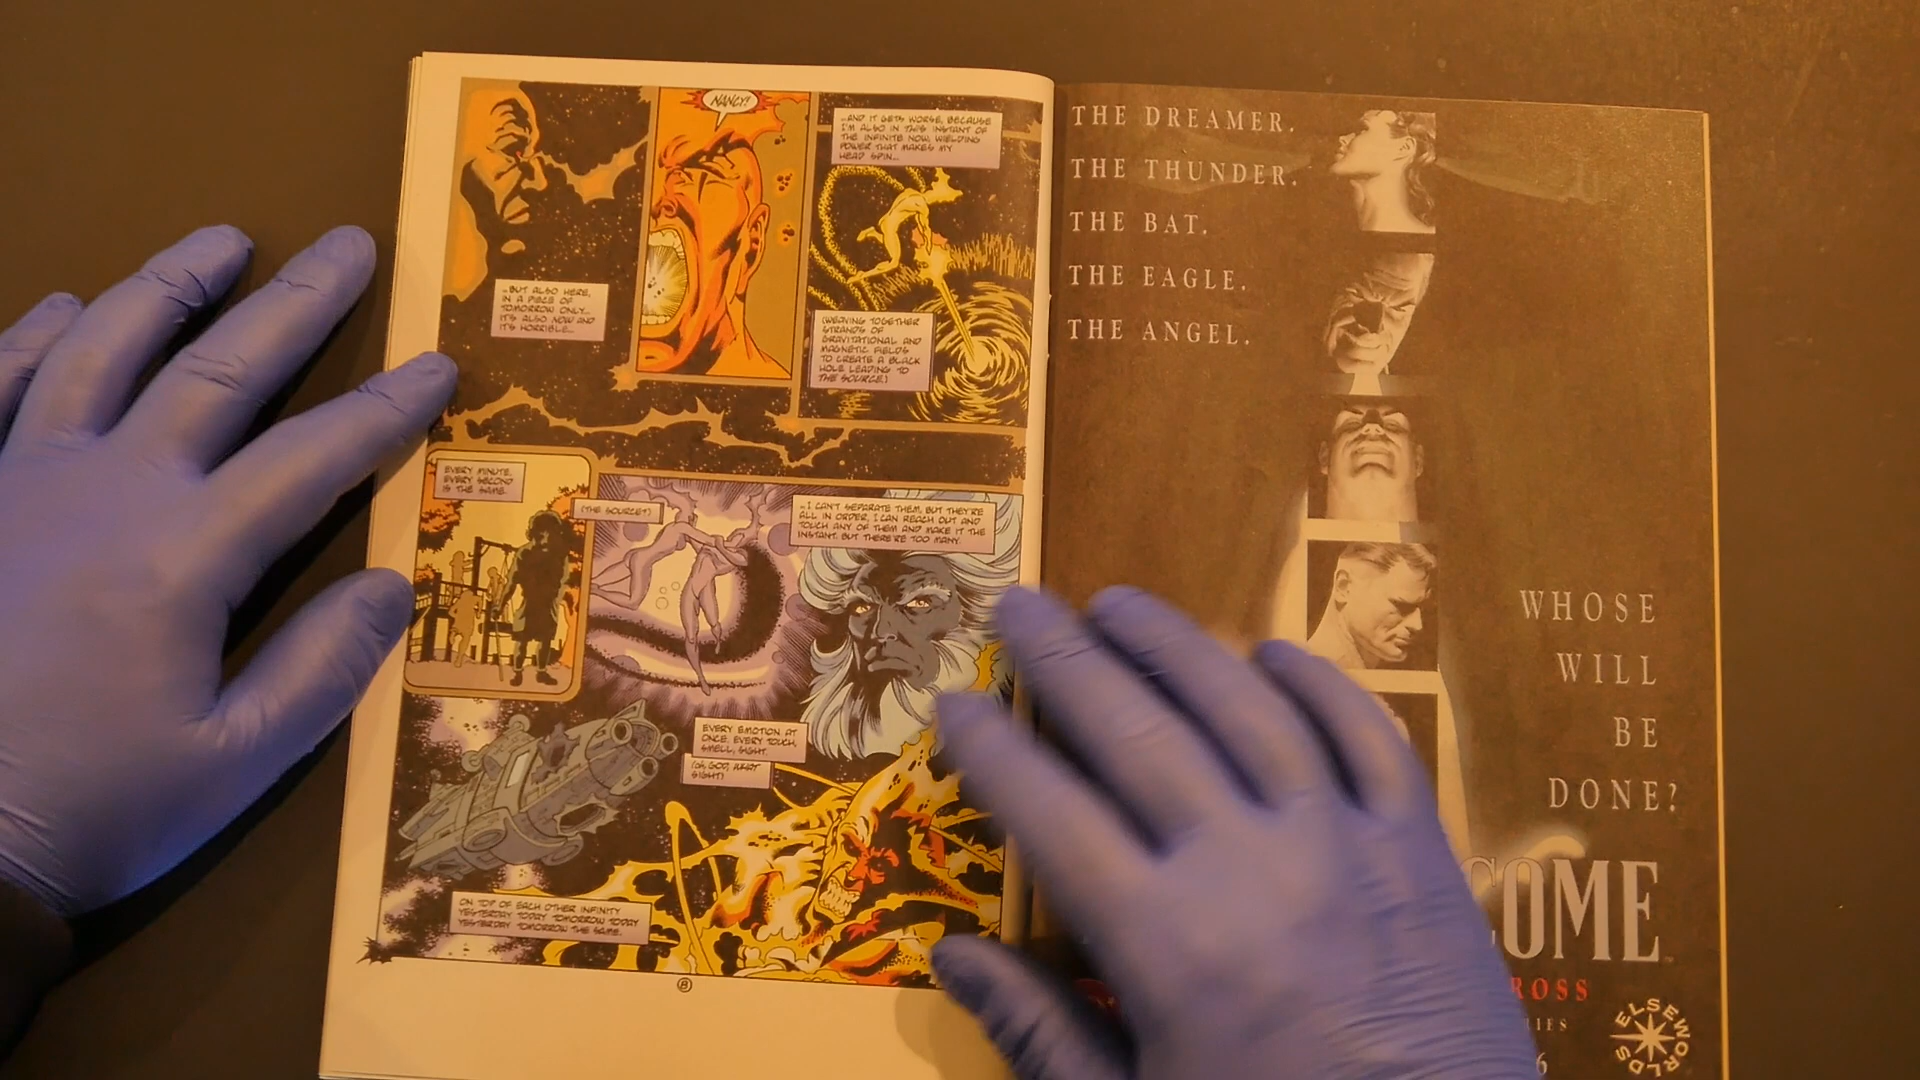 NANCY!
...AND IT GETS WORSE, BECAUSE
I'M ALSO IN THIS INSTANT OF
THE INFINITE NOW, WIELDING
POWER THAT MAKES MY
HEAD SPIN...
...BUT ALSO HERE,
IN A PIECE OF
TOMORROW ONLY...
IT'S ALSO NOW AND
IT'S HORRIBLE...
(WEAVING TOGETHER
STRANDS OF
GRAVITATIONAL AND
MAGNETIC FIELDS
TO CREATE A BLACK
HOLE LEADING TO
THE SOURCE.)
EVERY MINUTE,
EVERY SECOND
IS THE SAME.
(THE SOURCE?)
...I CAN'T SEPARATE THEM, BUT THEY'RE
ALL IN ORDER, I CAN REACH OUT AND
TOUCH ANY OF THEM AND MAKE IT THE
INSTANT. BUT THERE'RE TOO MANY.
EVERY EMOTION AT
ONCE. EVERY TOUCH,
SMELL, SIGHT.
(OH, GOD, WHAT
SIGHT!)
ON TOP OF EACH OTHER INFINITY
YESTERDAY TODAY TOMORROW TODAY
YESTERDAY TOMORROW THE SAME.
8
THE DREAMER.
THE THUNDER.
THE BAT.
THE EAGLE.
THE ANGEL.
WHOSE
WILL
BE
DONE?
COME
ROSS
RIES
6
ELSEWORLDS